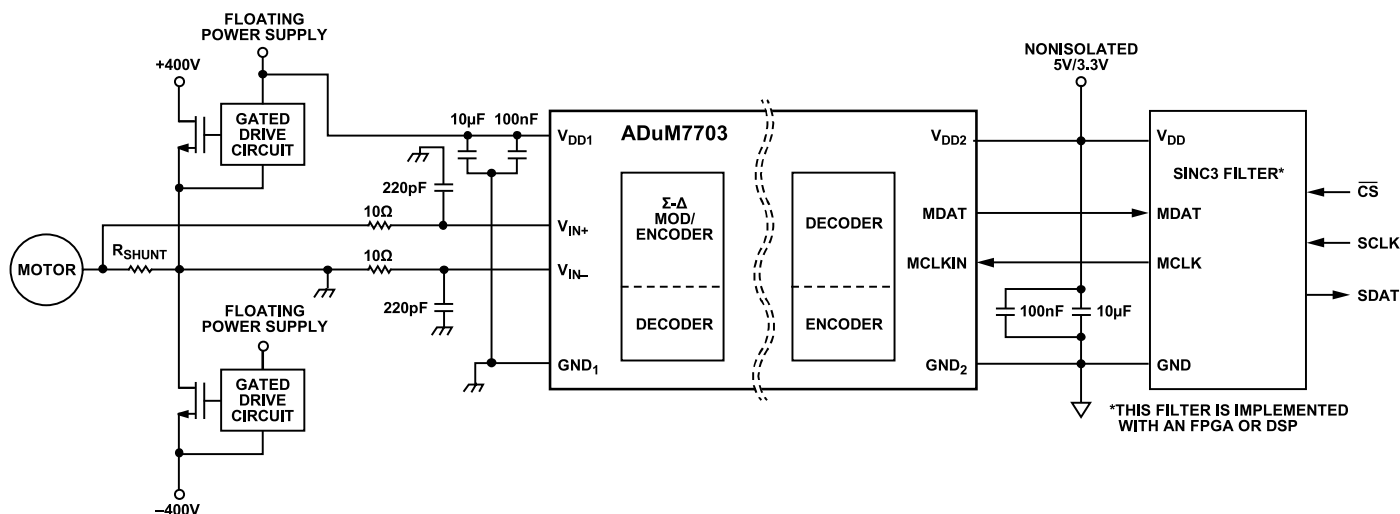 FLOATING
POWER SUPPLY
+400V
GATED
DRIVE
CIRCUIT
10µF
100nF
220pF
10Ω
MOTOR
RSHUNT
10Ω
220pF
FLOATING
POWER SUPPLY
GATED
DRIVE
CIRCUIT
–400V
ADuM7703
VDD1
VIN+
VIN–
GND1
Σ-Δ
MOD/
ENCODER
DECODER
DECODER
ENCODER
VDD2
MDAT
MCLKIN
GND2
NONISOLATED
5V/3.3V
100nF
10µF
VDD
SINC3 FILTER*
MDAT
MCLK
GND
CS
SCLK
SDAT
*THIS FILTER IS IMPLEMENTED
WITH AN FPGA OR DSP